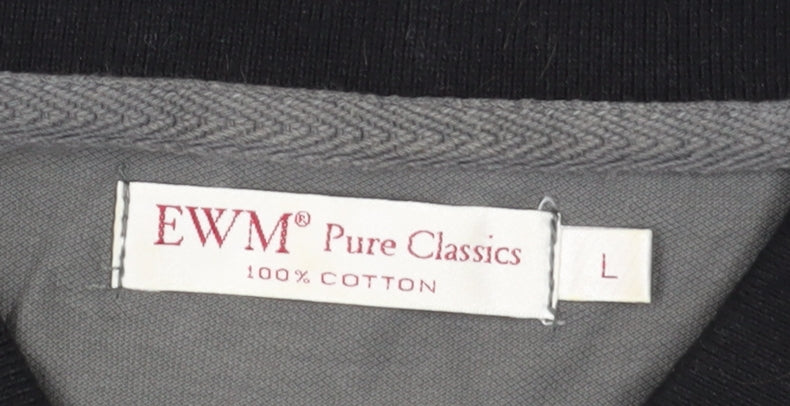 EWM® Pure Classics
100% COTTON
L